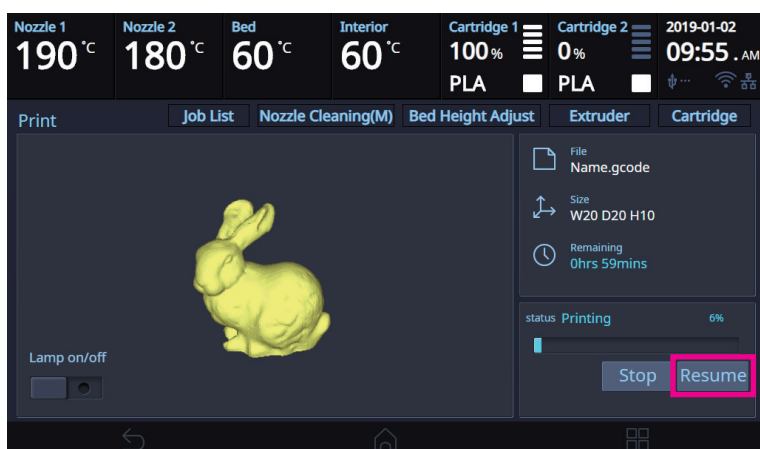 Nozzle 1
190 °C
Nozzle 2
180 °C
Bed
60 °C
Interior
60 °C
Cartridge 1
100 %
PLA
Cartridge 2
0 %
PLA
2019-01-02
09:55 . AM
Print
Job List
Nozzle Cleaning(M)
Bed Height Adjust
Extruder
Cartridge
File
Name.gcode
Size
W20 D20 H10
Remaining
0hrs 59mins
status Printing 6%
Lamp on/off
Stop
Resume